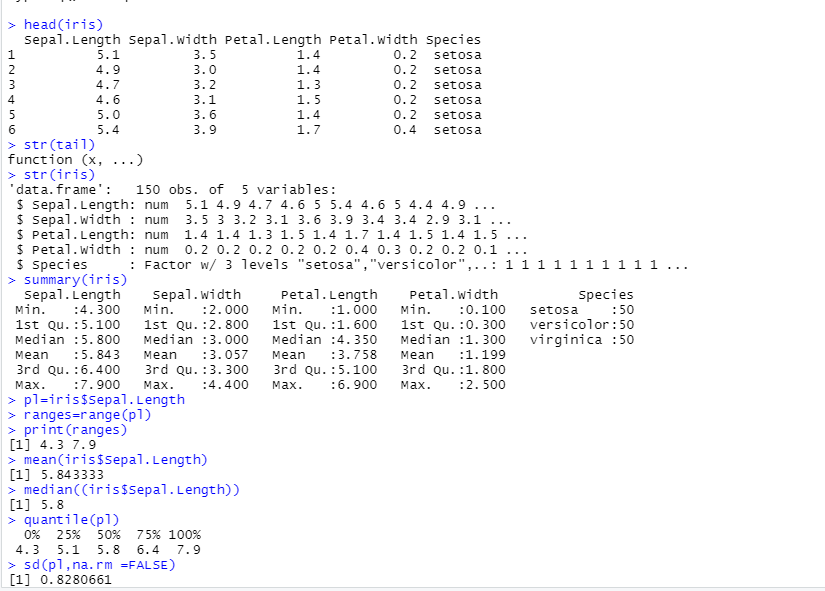 > head(iris)
  Sepal.Length Sepal.Width Petal.Length Petal.Width Species
1          5.1         3.5          1.4         0.2  setosa
2          4.9         3.0          1.4         0.2  setosa
3          4.7         3.2          1.3         0.2  setosa
4          4.6         3.1          1.5         0.2  setosa
5          5.0         3.6          1.4         0.2  setosa
6          5.4         3.9          1.7         0.4  setosa
> str(tail)
function (x, ...)
> str(iris)
'data.frame':   150 obs. of  5 variables:
 $ Sepal.Length: num  5.1 4.9 4.7 4.6 5 5.4 4.6 5 4.4 4.9 ...
 $ Sepal.Width : num  3.5 3 3.2 3.1 3.6 3.9 3.4 3.4 2.9 3.1 ...
 $ Petal.Length: num  1.4 1.4 1.3 1.5 1.4 1.7 1.4 1.5 1.4 1.5 ...
 $ Petal.Width : num  0.2 0.2 0.2 0.2 0.2 0.4 0.3 0.2 0.2 0.1 ...
 $ Species     : Factor w/ 3 levels "setosa","versicolor",..: 1 1 1 1 1 1 1 1 1 1 ...
> summary(iris)
  Sepal.Length    Sepal.Width     Petal.Length    Petal.Width          Species
 Min.   :4.300   Min.   :2.000   Min.   :1.000   Min.   :0.100   setosa    :50
 1st Qu.:5.100   1st Qu.:2.800   1st Qu.:1.600   1st Qu.:0.300   versicolor:50
 Median :5.800   Median :3.000   Median :4.350   Median :1.300   virginica :50
 Mean   :5.843   Mean   :3.057   Mean   :3.758   Mean   :1.199
 3rd Qu.:6.400   3rd Qu.:3.300   3rd Qu.:5.100   3rd Qu.:1.800
 Max.   :7.900   Max.   :4.400   Max.   :6.900   Max.   :2.500
> pl=iris$Sepal.Length
> ranges=range(pl)
> print(ranges)
[1] 4.3 7.9
> mean(iris$Sepal.Length)
[1] 5.843333
> median((iris$Sepal.Length))
[1] 5.8
> quantile(pl)
  0%  25%  50%  75% 100%
 4.3  5.1  5.8  6.4  7.9
> sd(pl,na.rm =FALSE)
[1] 0.8280661